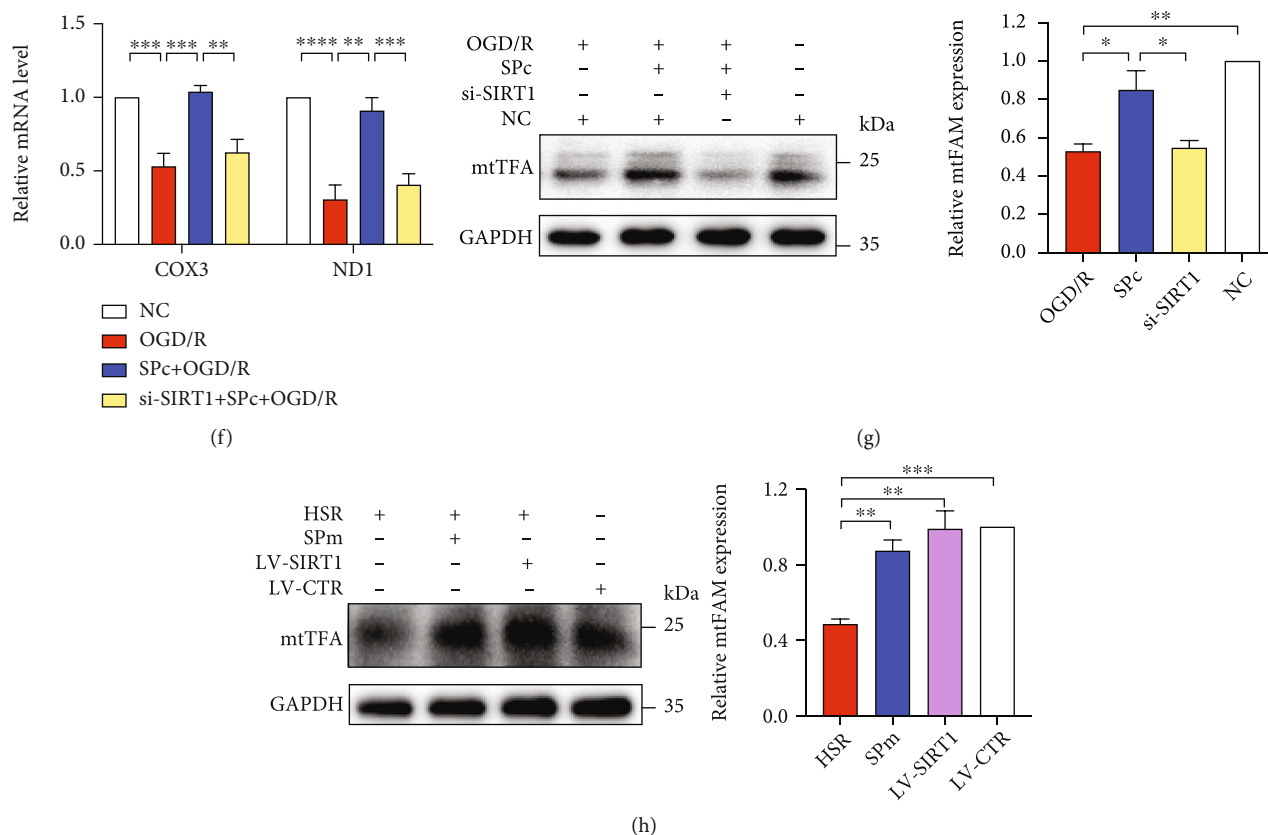 1.5
1.0
0.5
0.0
Relative mRNA level
*** *** ** **** ** ***
COX3 ND1
NC
OGD/R
SPc+OGD/R
si-SIRT1+SPc+OGD/R
(f)
OGD/R + + + –
SPc – + + –
si-SIRT1 – – + –
NC + + – +
kDa
mtTFA 25
GAPDH 35
1.2
1.0
0.8
0.6
0.4
0.2
0.0
Relative mtFAM expression
**
* *
OGD/R SPc si-SIRT1 NC
(g)
HSR + + + –
SPm – + – –
LV-SIRT1 – – + –
LV-CTR – – – +
kDa
mtTFA 25
GAPDH 35
1.2
0.8
0.4
0.0
Relative mtFAM expression
***
**
**
HSR SPm LV-SIRT1 LV-CTR
(h)